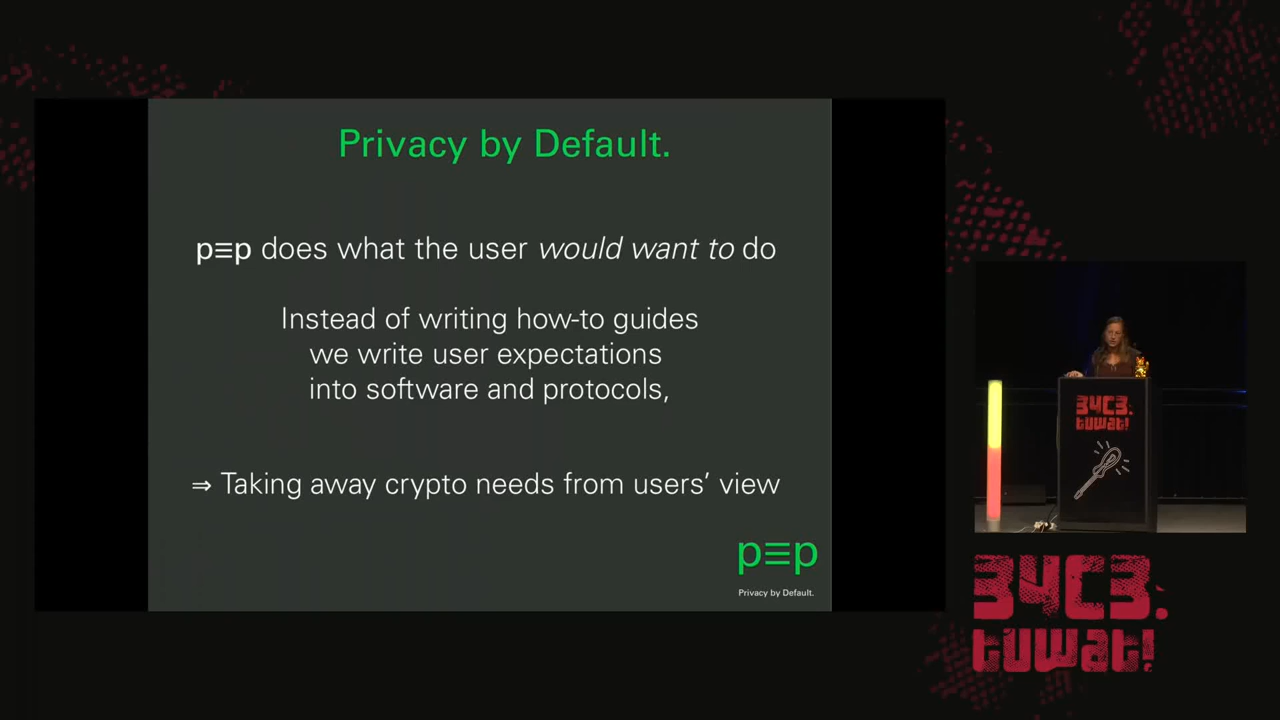 Privacy by Default.
p≡p does what the user would want to do
Instead of writing how-to guides
we write user expectations
into software and protocols,
⇒ Taking away crypto needs from users’ view
p≡p
Privacy by Default.
34C3.
tuwat!
34C3.
tuwat!